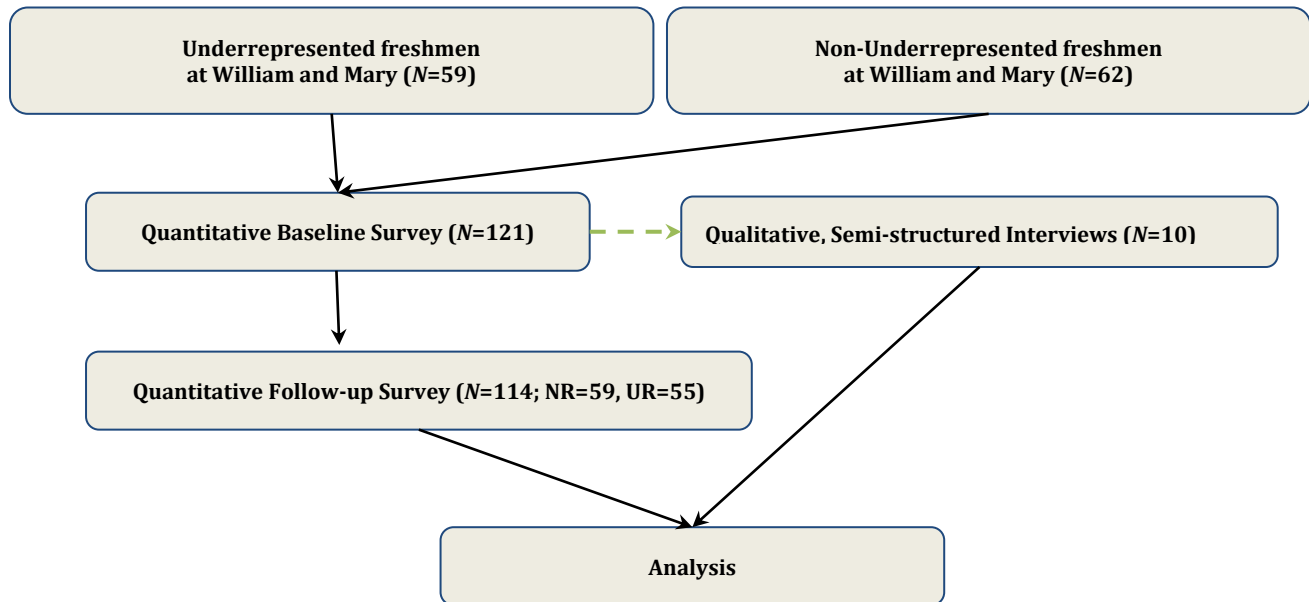 Underrepresented freshmen
at William and Mary (N=59)
Non-Underrepresented freshmen
at William and Mary (N=62)
Quantitative Baseline Survey (N=121)
Qualitative, Semi-structured Interviews (N=10)
Quantitative Follow-up Survey (N=114; NR=59, UR=55)
Analysis